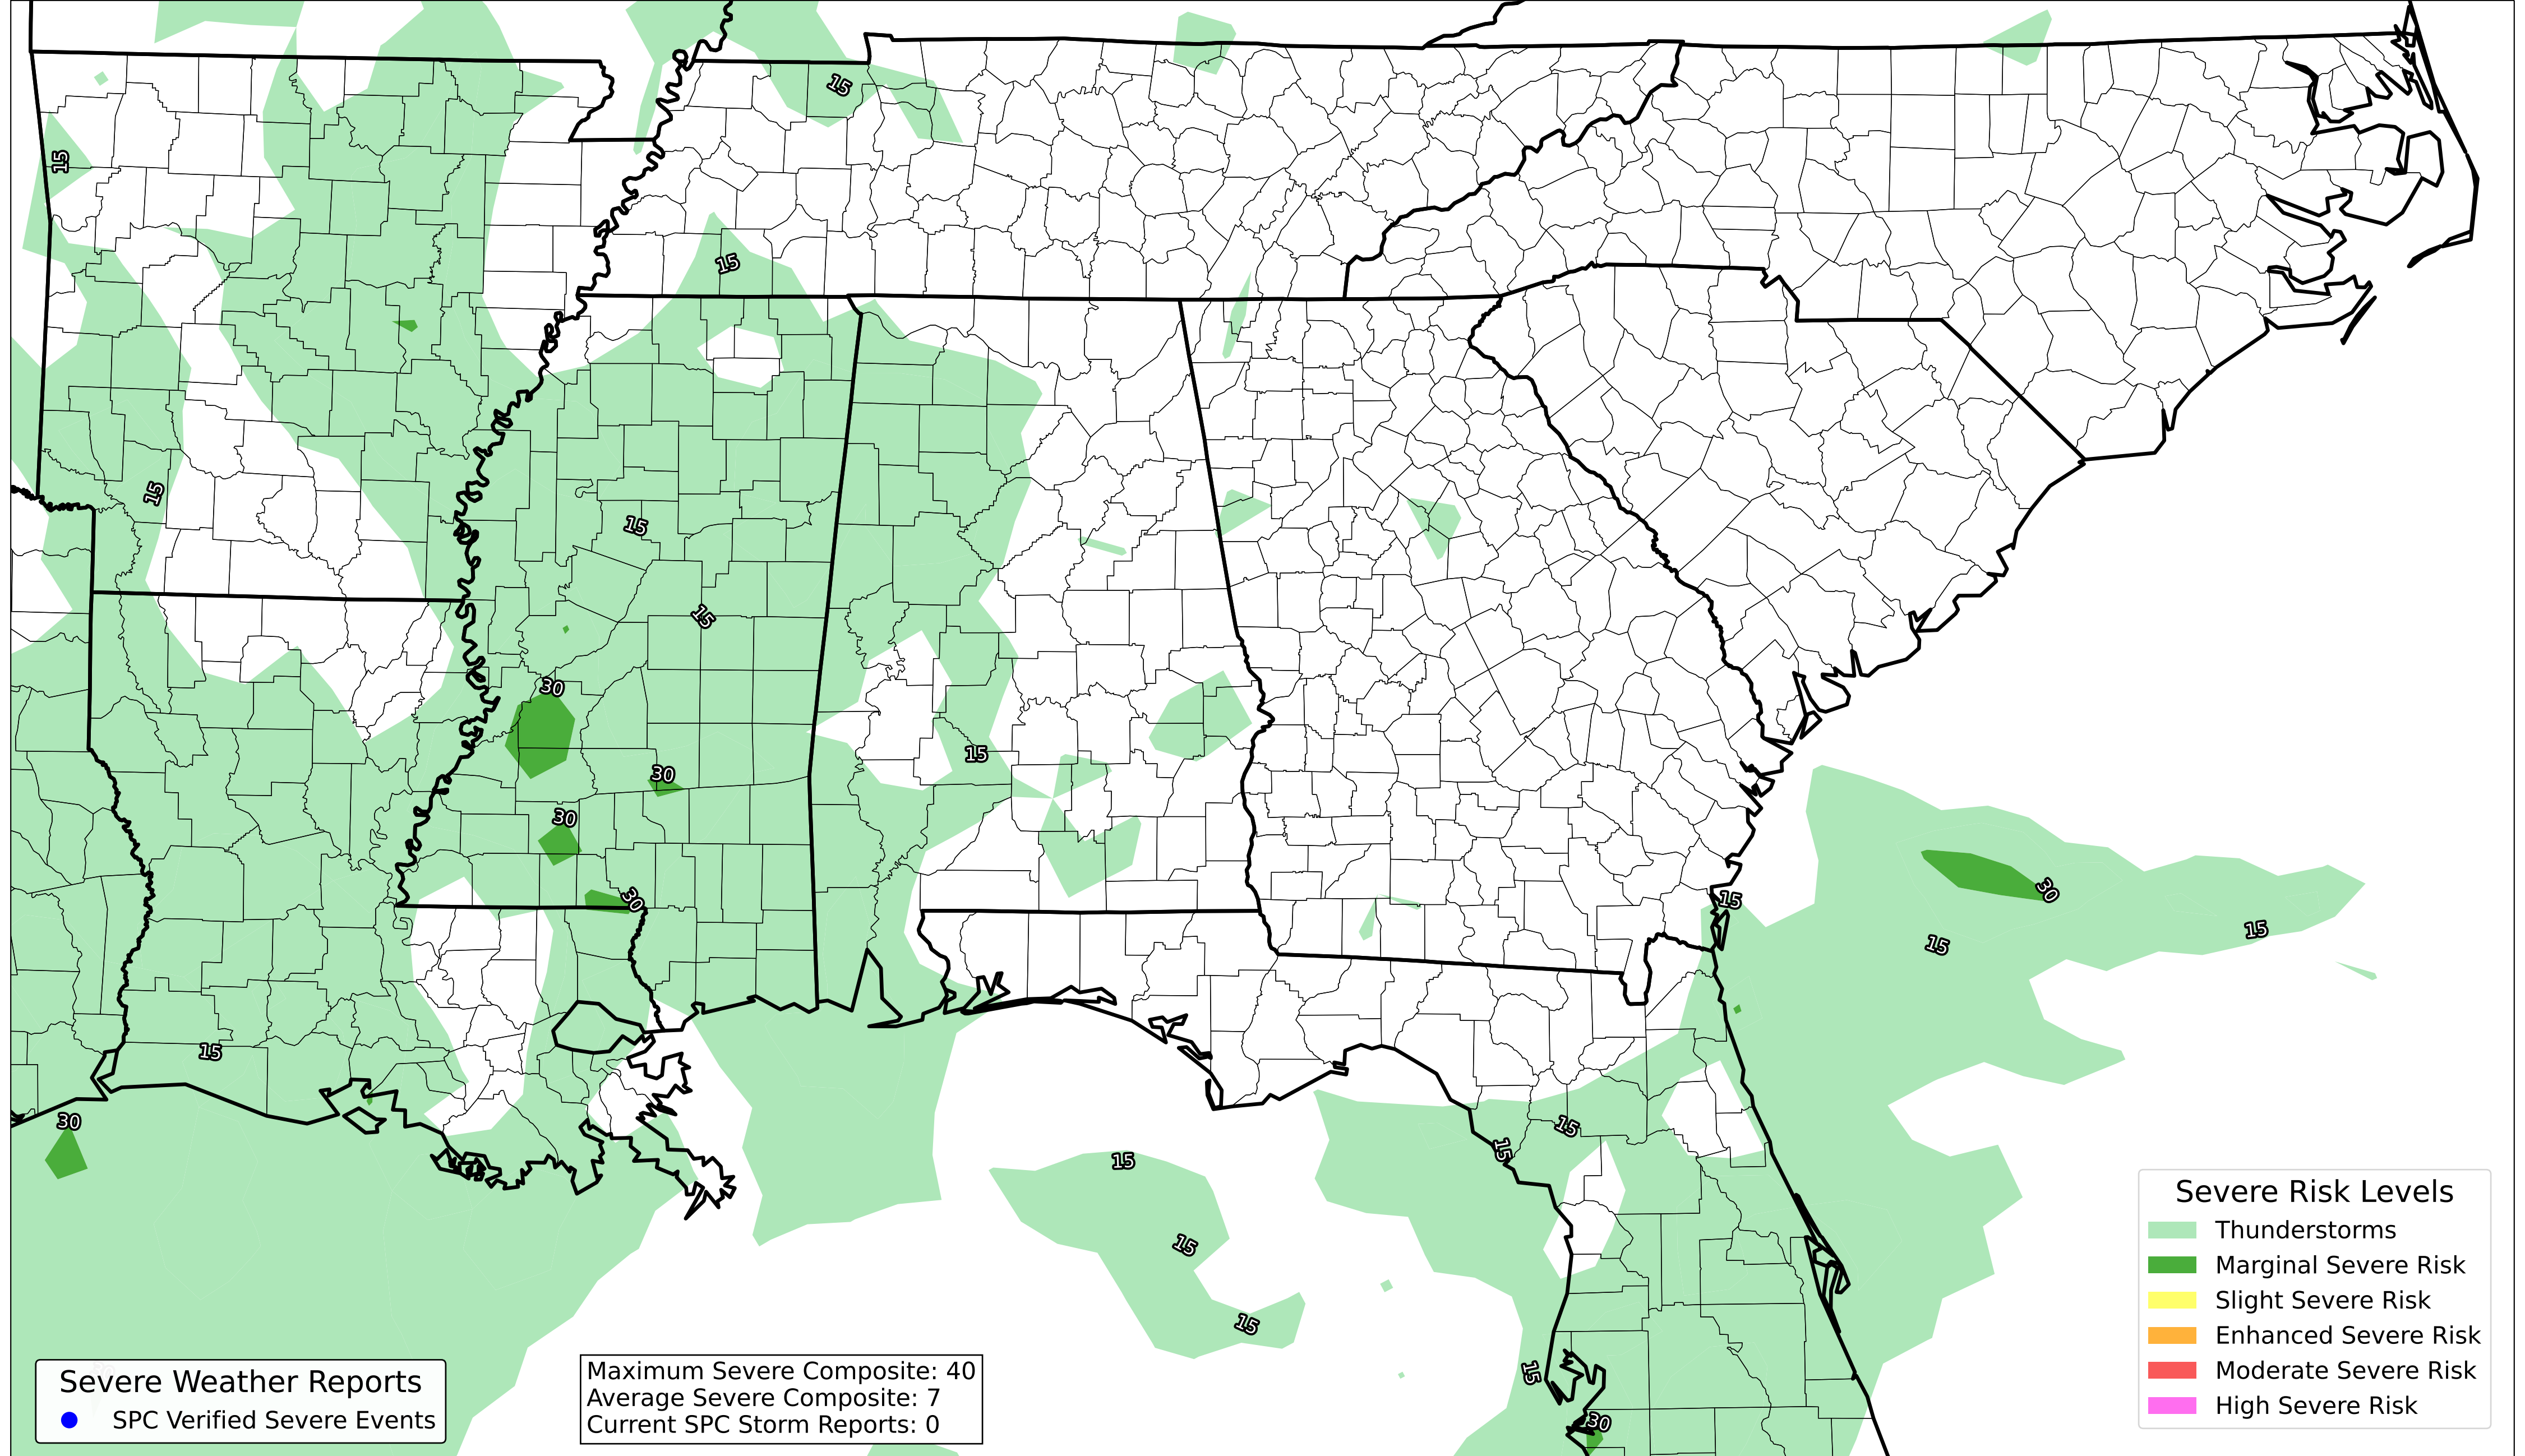 15
15
15
15
15
15
30
15
30
30
30
15
30
15
15
15
30
15
15
15
15
15
15
15
30
Severe Risk Levels
Thunderstorms
Marginal Severe Risk
Slight Severe Risk
Enhanced Severe Risk
Moderate Severe Risk
High Severe Risk
Severe Weather Reports
SPC Verified Severe Events
Maximum Severe Composite: 40
Average Severe Composite: 7
Current SPC Storm Reports: 0